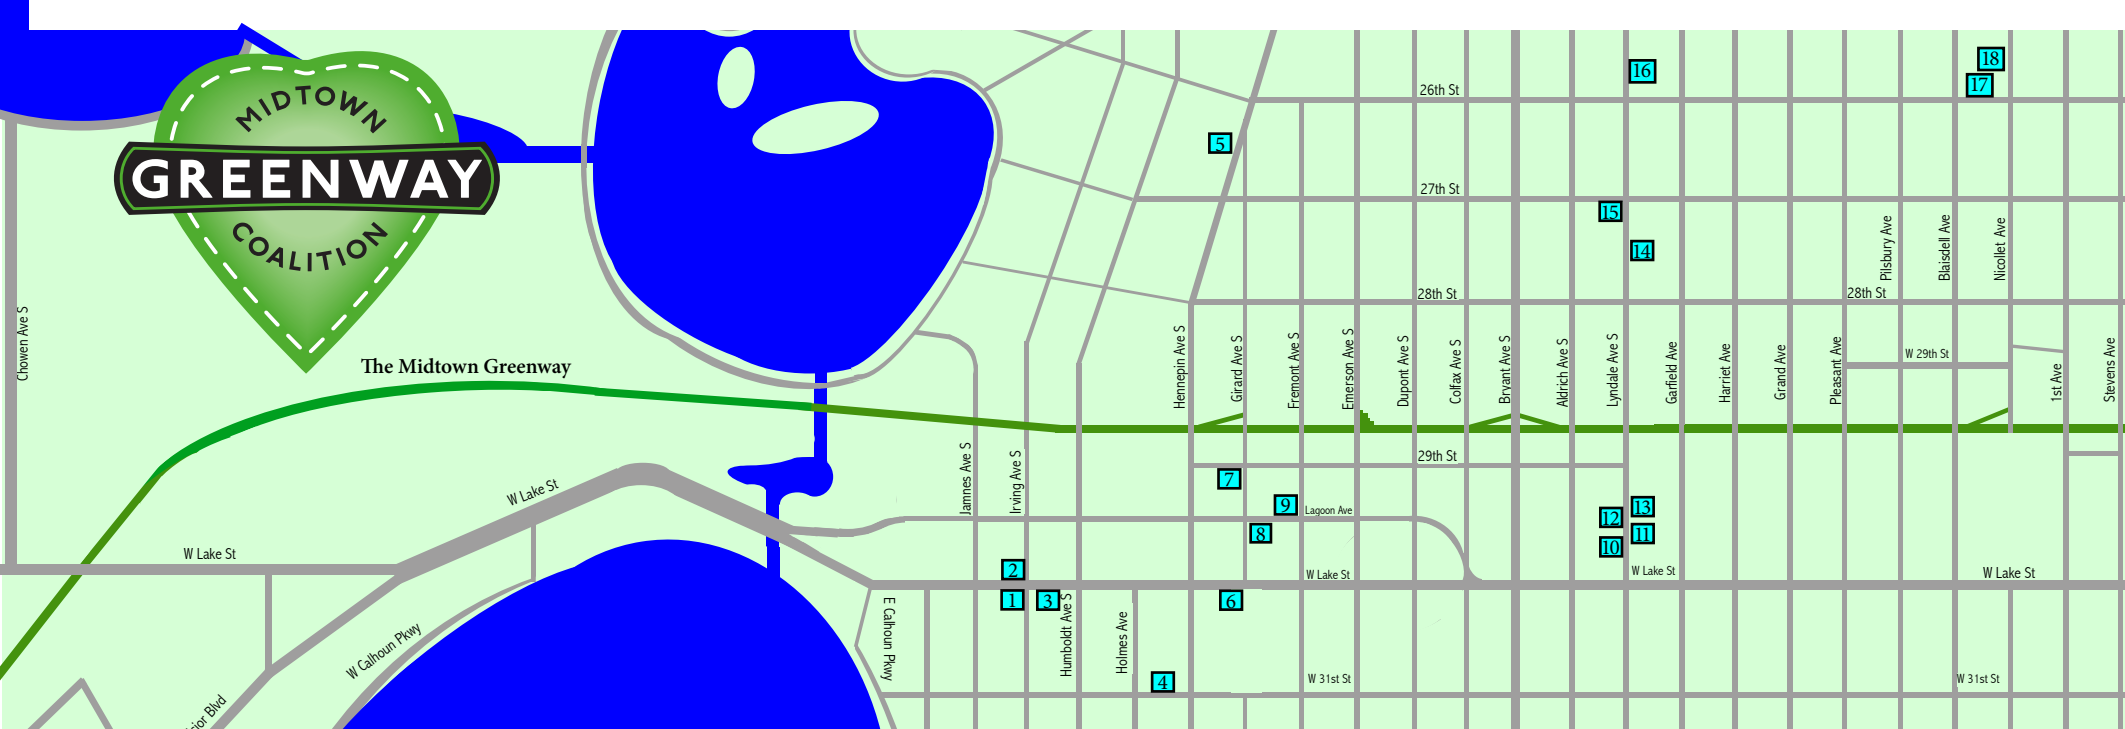 MIDTOWN
GREENWAY
COALITION
The Midtown Greenway
Chowen Ave S
W Lake St
W Lake St
W Calhoun Pkwy
ior Blvd
E Calhoun Pkwy
Jamnes Ave S
Irving Ave S
Humboldt Ave S
Holmes Ave
Hennepin Ave S
Girard Ave S
Fremont Ave S
Emerson Ave S
Dupont Ave S
Colfax Ave S
Bryant Ave S
Aldrich Ave S
Lyndale Ave S
Garfield Ave
Harriet Ave
Grand Ave
Pleasant Ave
Pilsbury Ave
Blaisdell Ave
Nicollet Ave
1st Ave
Stevens Ave
26th St
27th St
28th St
28th St
W 29th St
29th St
Lagoon Ave
W Lake St
W Lake St
W Lake St
W 31st St
W 31st St
1
2
3
4
5
6
7
8
9
10
11
12
13
14
15
16
17
18